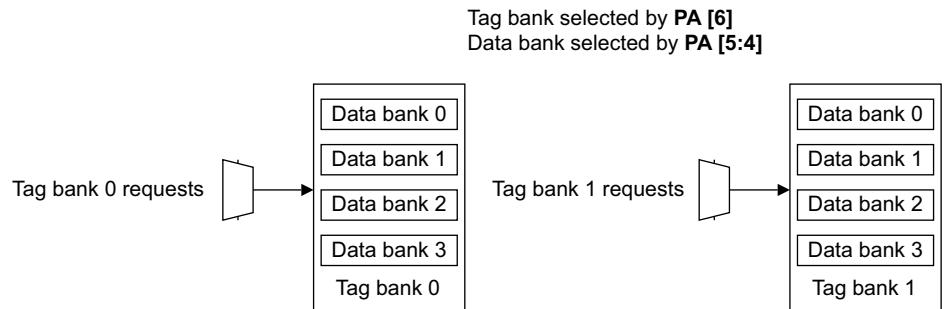 Tag bank selected by PA [6]
Data bank selected by PA [5:4]
Tag bank 0 requests
Data bank 0
Data bank 1
Data bank 2
Data bank 3
Tag bank 0
Tag bank 1 requests
Data bank 0
Data bank 1
Data bank 2
Data bank 3
Tag bank 1